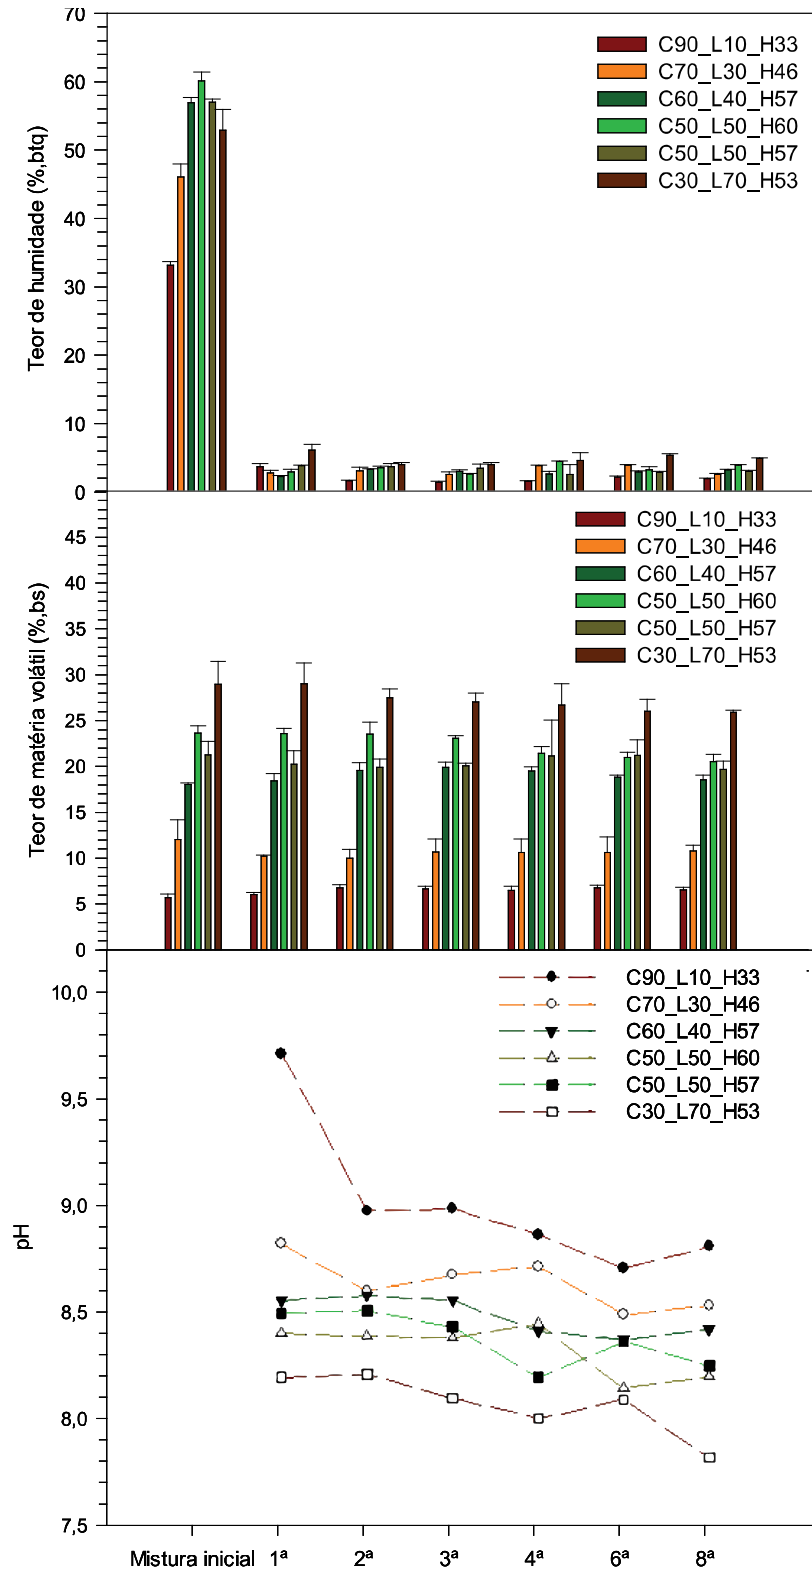 70
60
50
40
30
20
10
0
Teor de humidade (%,btq)
C90_L10_H33
C70_L30_H46
C60_L40_H57
C50_L50_H60
C50_L50_H57
C30_L70_H53
45
40
35
30
25
20
15
10
5
0
Teor de matéria volátil (%,bs)
C90_L10_H33
C70_L30_H46
C60_L40_H57
C50_L50_H60
C50_L50_H57
C30_L70_H53
10,0
9,5
9,0
8,5
8,0
7,5
pH
C90_L10_H33
C70_L30_H46
C60_L40_H57
C50_L50_H60
C50_L50_H57
C30_L70_H53
Mistura inicial 1ª 2ª 3ª 4ª 6ª 8ª